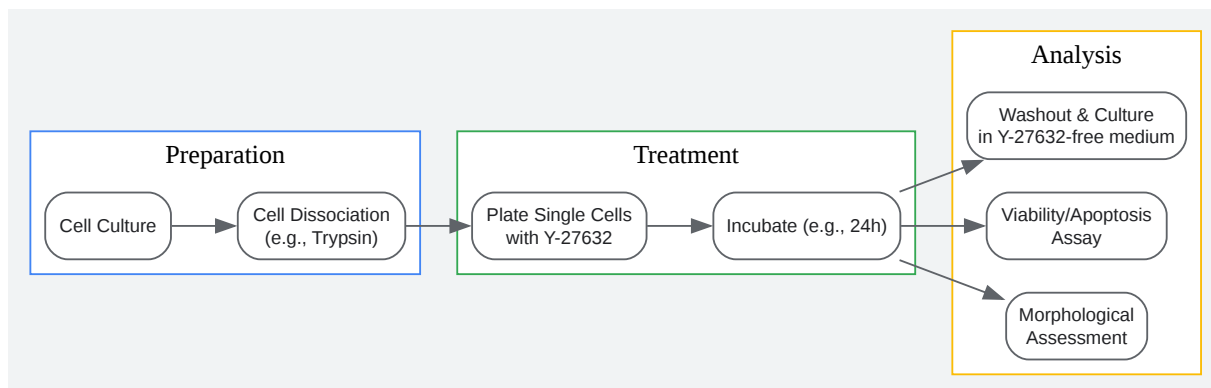 Preparation
Cell Culture
Cell Dissociation
(e.g., Trypsin)
Treatment
Plate Single Cells
with Y-27632
Incubate (e.g., 24h)
Analysis
Washout & Culture
in Y-27632-free medium
Viability/Apoptosis
Assay
Morphological
Assessment